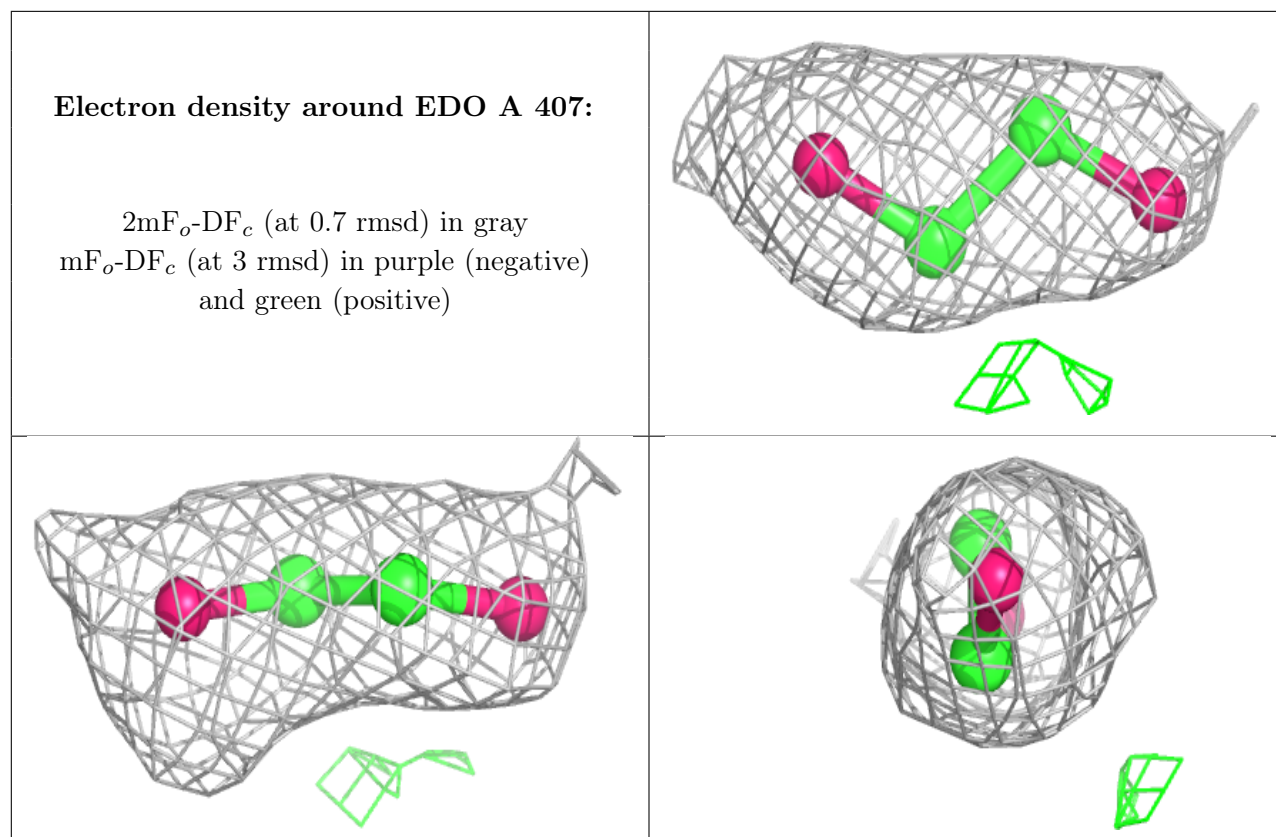 Electron density around EDO A 407:
2mFo-DFc (at 0.7 rmsd) in gray
mFo-DFc (at 3 rmsd) in purple (negative)
and green (positive)